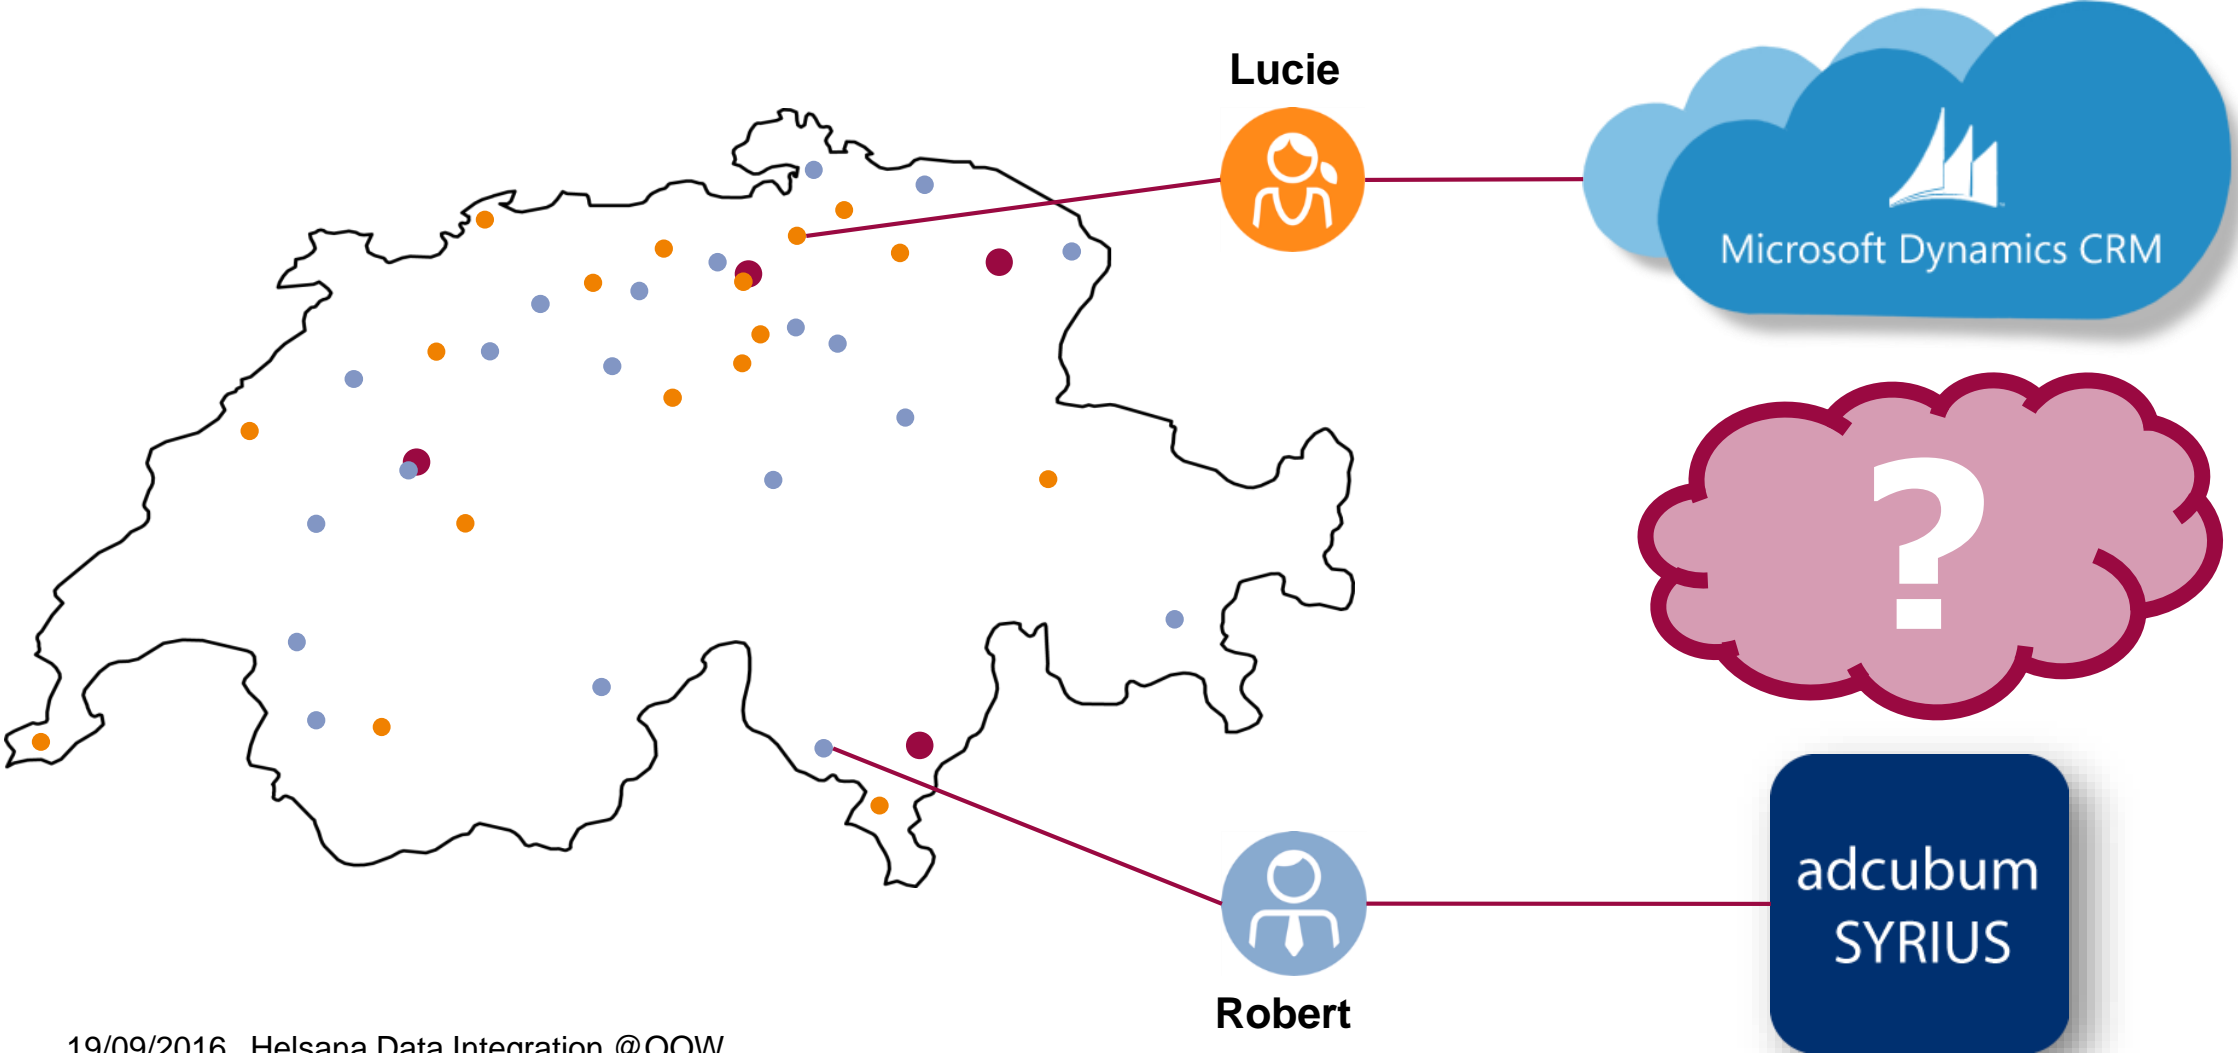 Lucie
Microsoft Dynamics CRM
?
adcubum
SYRIUS
Robert
19/09/2016 Helsana Data Integration @OOW